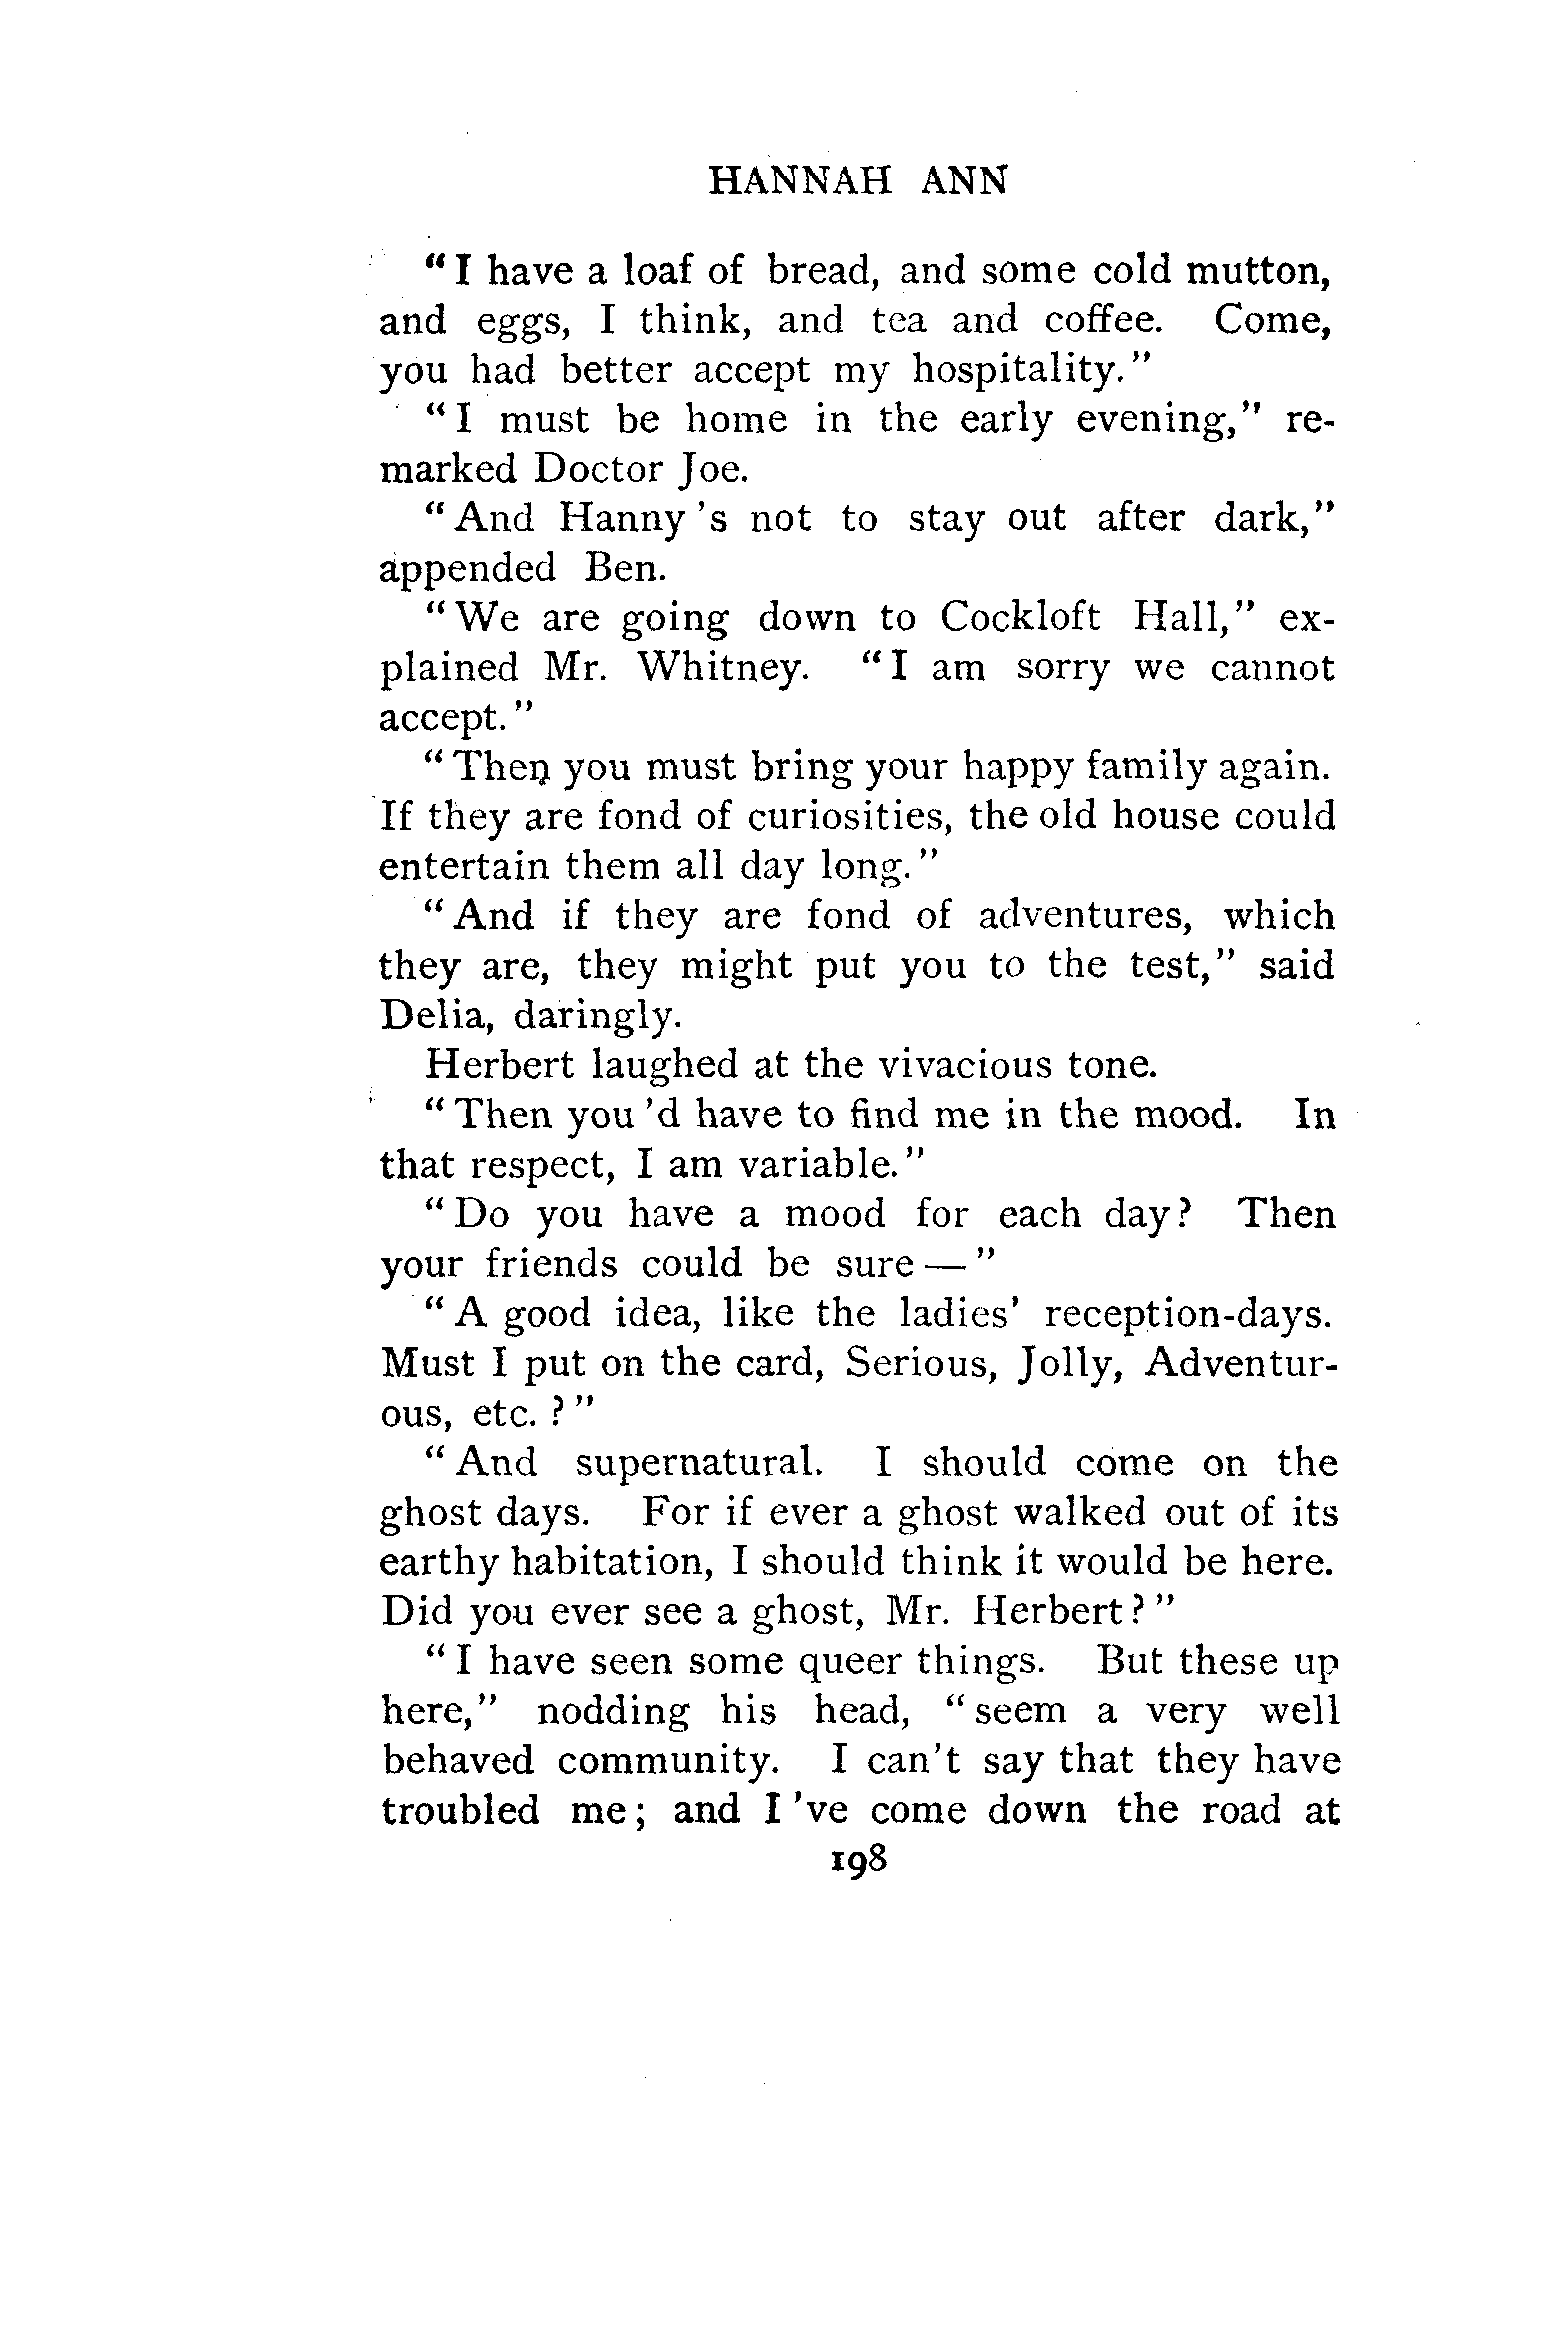 HANNAH ANN
"I have a loaf of bread, and some cold mutton,
and eggs, I think, and tea and coffee. Come,
you had better accept my hospitality."
"I must be home in the early evening," re-
marked Doctor Joe.
"And Hanny 's not to stay out after dark,"
appended Ben.
"We are going down to Cockloft Hall," ex-
plained Mr. Whitney. "I am sorry we cannot
accept."
"Then you must bring your happy family again.
If they are fond of curiosities, the old house could
entertain them all day long."
"And if they are fond of adventures, which
they are, they might put you to the test," said
Delia, daringly.
Herbert laughed at the vivacious tone.
"Then you 'd have to find me in the mood. In
that respect, I am variable."
"Do you have a mood for each day? Then
your friends could be sure — "
"A good idea, like the ladies' reception-days.
Must I put on the card, Serious, Jolly, Adventur-
ous, etc. ?"
"And supernatural. I should come on the
ghost days. For if ever a ghost walked out of its
earthy habitation, I should think it would be here.
Did you ever see a ghost, Mr. Herbert?"
"I have seen some queer things. But these up
here," nodding his head, "seem a very well
behaved community. I can't say that they have
troubled me; and I 've come down the road at
198